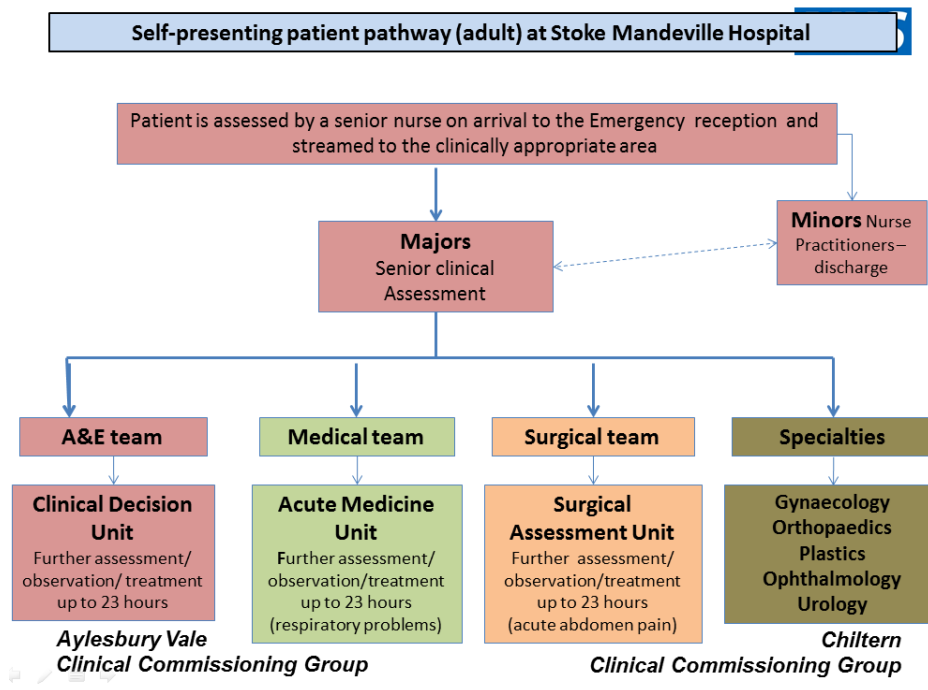 Self-presenting patient pathway (adult) at Stoke Mandeville Hospital
Patient is assessed by a senior nurse on arrival to the Emergency reception and
streamed to the clinically appropriate area
Majors
Senior clinical
Assessment
Minors Nurse
Practitioners–
discharge
A&E team
Medical team
Surgical team
Specialties
Clinical Decision
Unit
Further assessment/
observation/ treatment
up to 23 hours
Acute Medicine
Unit
Further assessment/
observation/treatment
up to 23 hours
(respiratory problems)
Surgical
Assessment Unit
Further assessment/
observation/treatment
up to 23 hours
(acute abdomen pain)
Gynaecology
Orthopaedics
Plastics
Ophthalmology
Urology
Aylesbury Vale
Clinical Commissioning Group
Chiltern
Clinical Commissioning Group